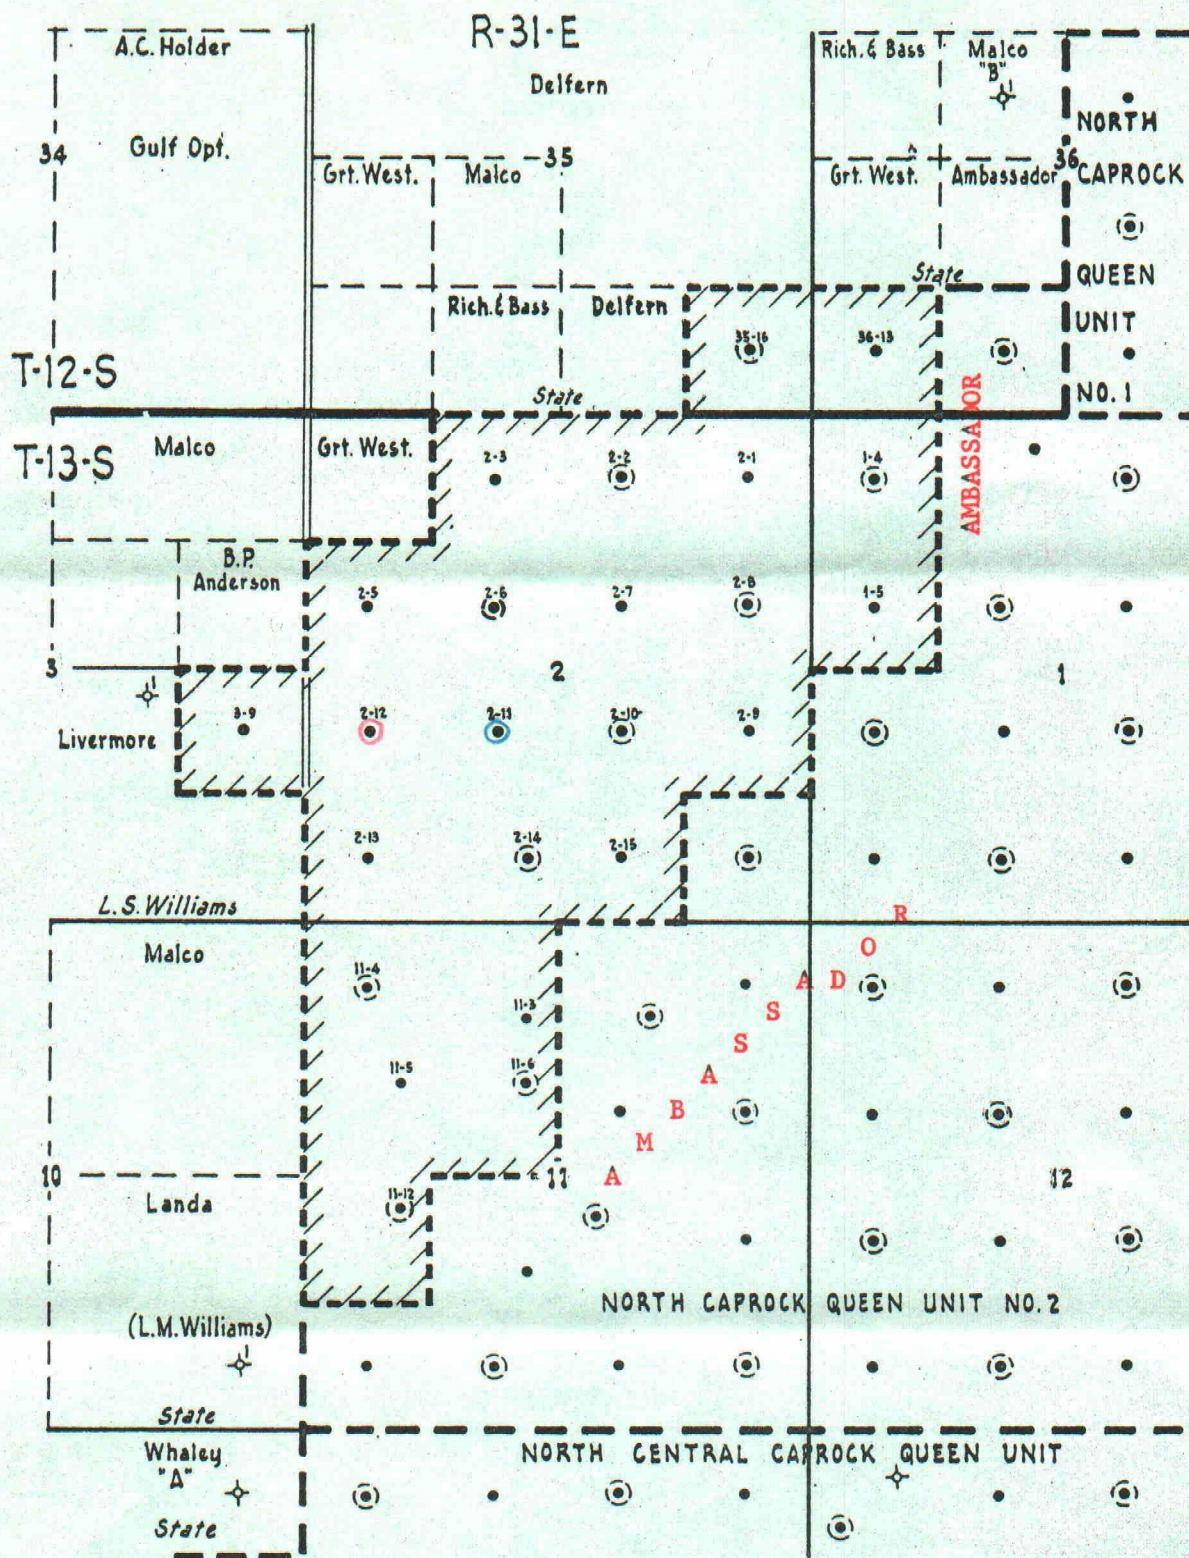 R-31-E
A.C. Holder
Rich. & Bass
Malco
"B"
1
Delfern
NORTH
34
Gulf Opt.
35
36
Grt. West.
Malco
Grt. West.
Ambassador
CAPROCK
State
QUEEN
Rich. & Bass
Delfern
UNIT
35-16
36-13
T-12-S
State
NO. 1
AMBASSADOR
Malco
Grt. West.
T-13-S
2-3
2-2
2-1
1-4
B.P.
Anderson
2-5
2-6
2-7
2-8
1-5
3
2
1
1
Livermore
3-9
2-12
2-11
2-10
2-9
2-13
2-14
2-15
L.S. Williams
Malco
11-4
11-3
11-5
11-6
AMBASSADOR
10
11
12
Landa
11-12
NORTH CAPROCK QUEEN UNIT NO. 2
(L.M. Williams)
1
State
Whaley
"A"
NORTH CENTRAL CAPROCK QUEEN UNIT
State